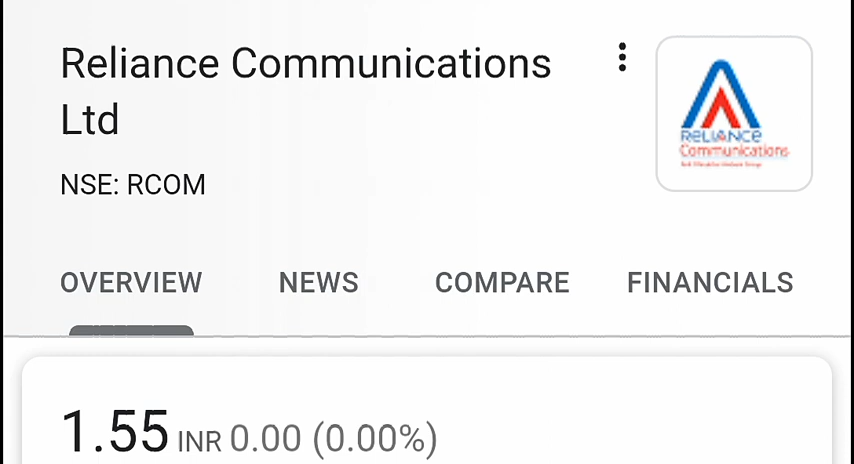 Reliance Communications
Ltd
NSE: RCOM
RELIANCe
Communications
OVERVIEW NEWS COMPARE FINANCIALS
1.55 INR 0.00 (0.00%)